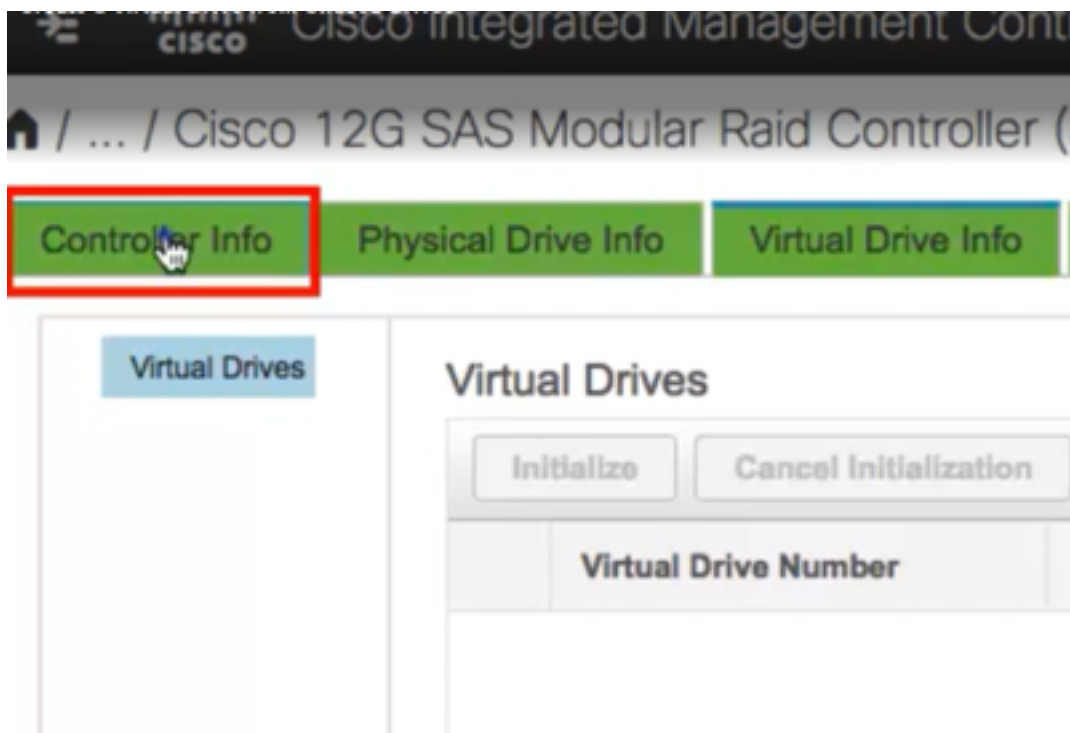 CISCO Cisco Integrated Management Cont
/ ... / Cisco 12G SAS Modular Raid Controller (
Controller Info Physical Drive Info Virtual Drive Info
Virtual Drives
Virtual Drives
Initialize Cancel Initialization
Virtual Drive Number